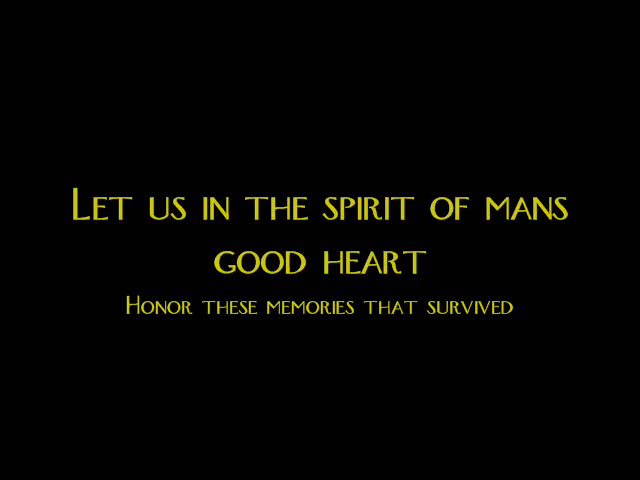 Let us in the spirit of mans
good heart
Honor these memories that survived